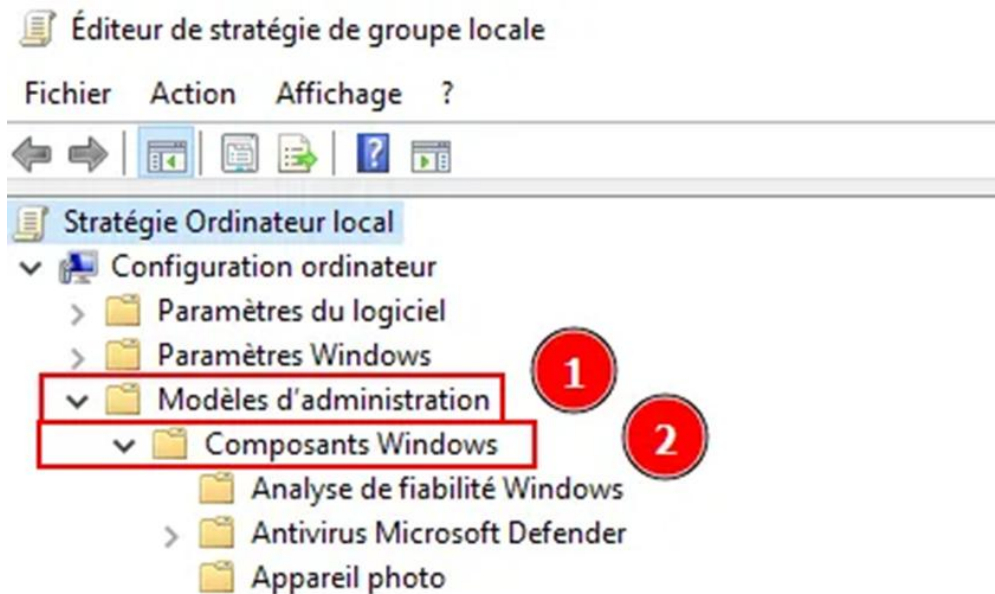 Éditeur de stratégie de groupe locale
Fichier Action Affichage ?
Stratégie Ordinateur local
Configuration ordinateur
Paramètres du logiciel
Paramètres Windows
1
Modèles d'administration
2
Composants Windows
Analyse de fiabilité Windows
Antivirus Microsoft Defender
Appareil photo